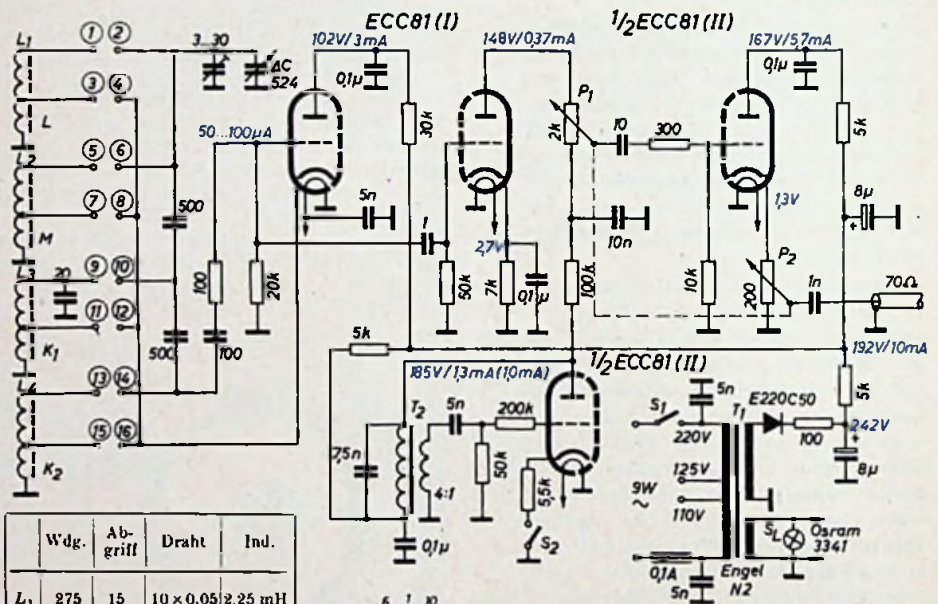 ECC81(I)
½ECC81(II)
L1
① ②
3...30
ΔC
524
102V/3mA
0,1µ
148V/0,37mA
167V/5,7mA
0,1µ
③ ④
L
50...100µA
30k
P1
2k
10
300
5k
L2
⑤ ⑥
⑦ ⑧
M
500
5n
1
2,7V
10n
1,3V
8µ
+
L3
20
⑨ ⑩
100
20k
50k
7k
0,1µ
100k
10k
P2
200
1n
70Ω
⑪ ⑫
K1
500
100
5k
192V/10mA
L4
⑬ ⑭
185V/1,3mA(1,0mA)
½ECC81(II)
5k
⑮ ⑯
K2
T2
5n
200k
S1
5n
T1
E220C50
242V
220V
100
+
7,5n
50k
4:1
5,5k
125V
9W
~
110V
8µ
S2
0,1µ
SL
Osram
3341
0,1A
5n
Engel
N2
Wdg. Ab-griff Draht Ind.
L1 275 15 10×0,05 2,25 mH
6 1 10